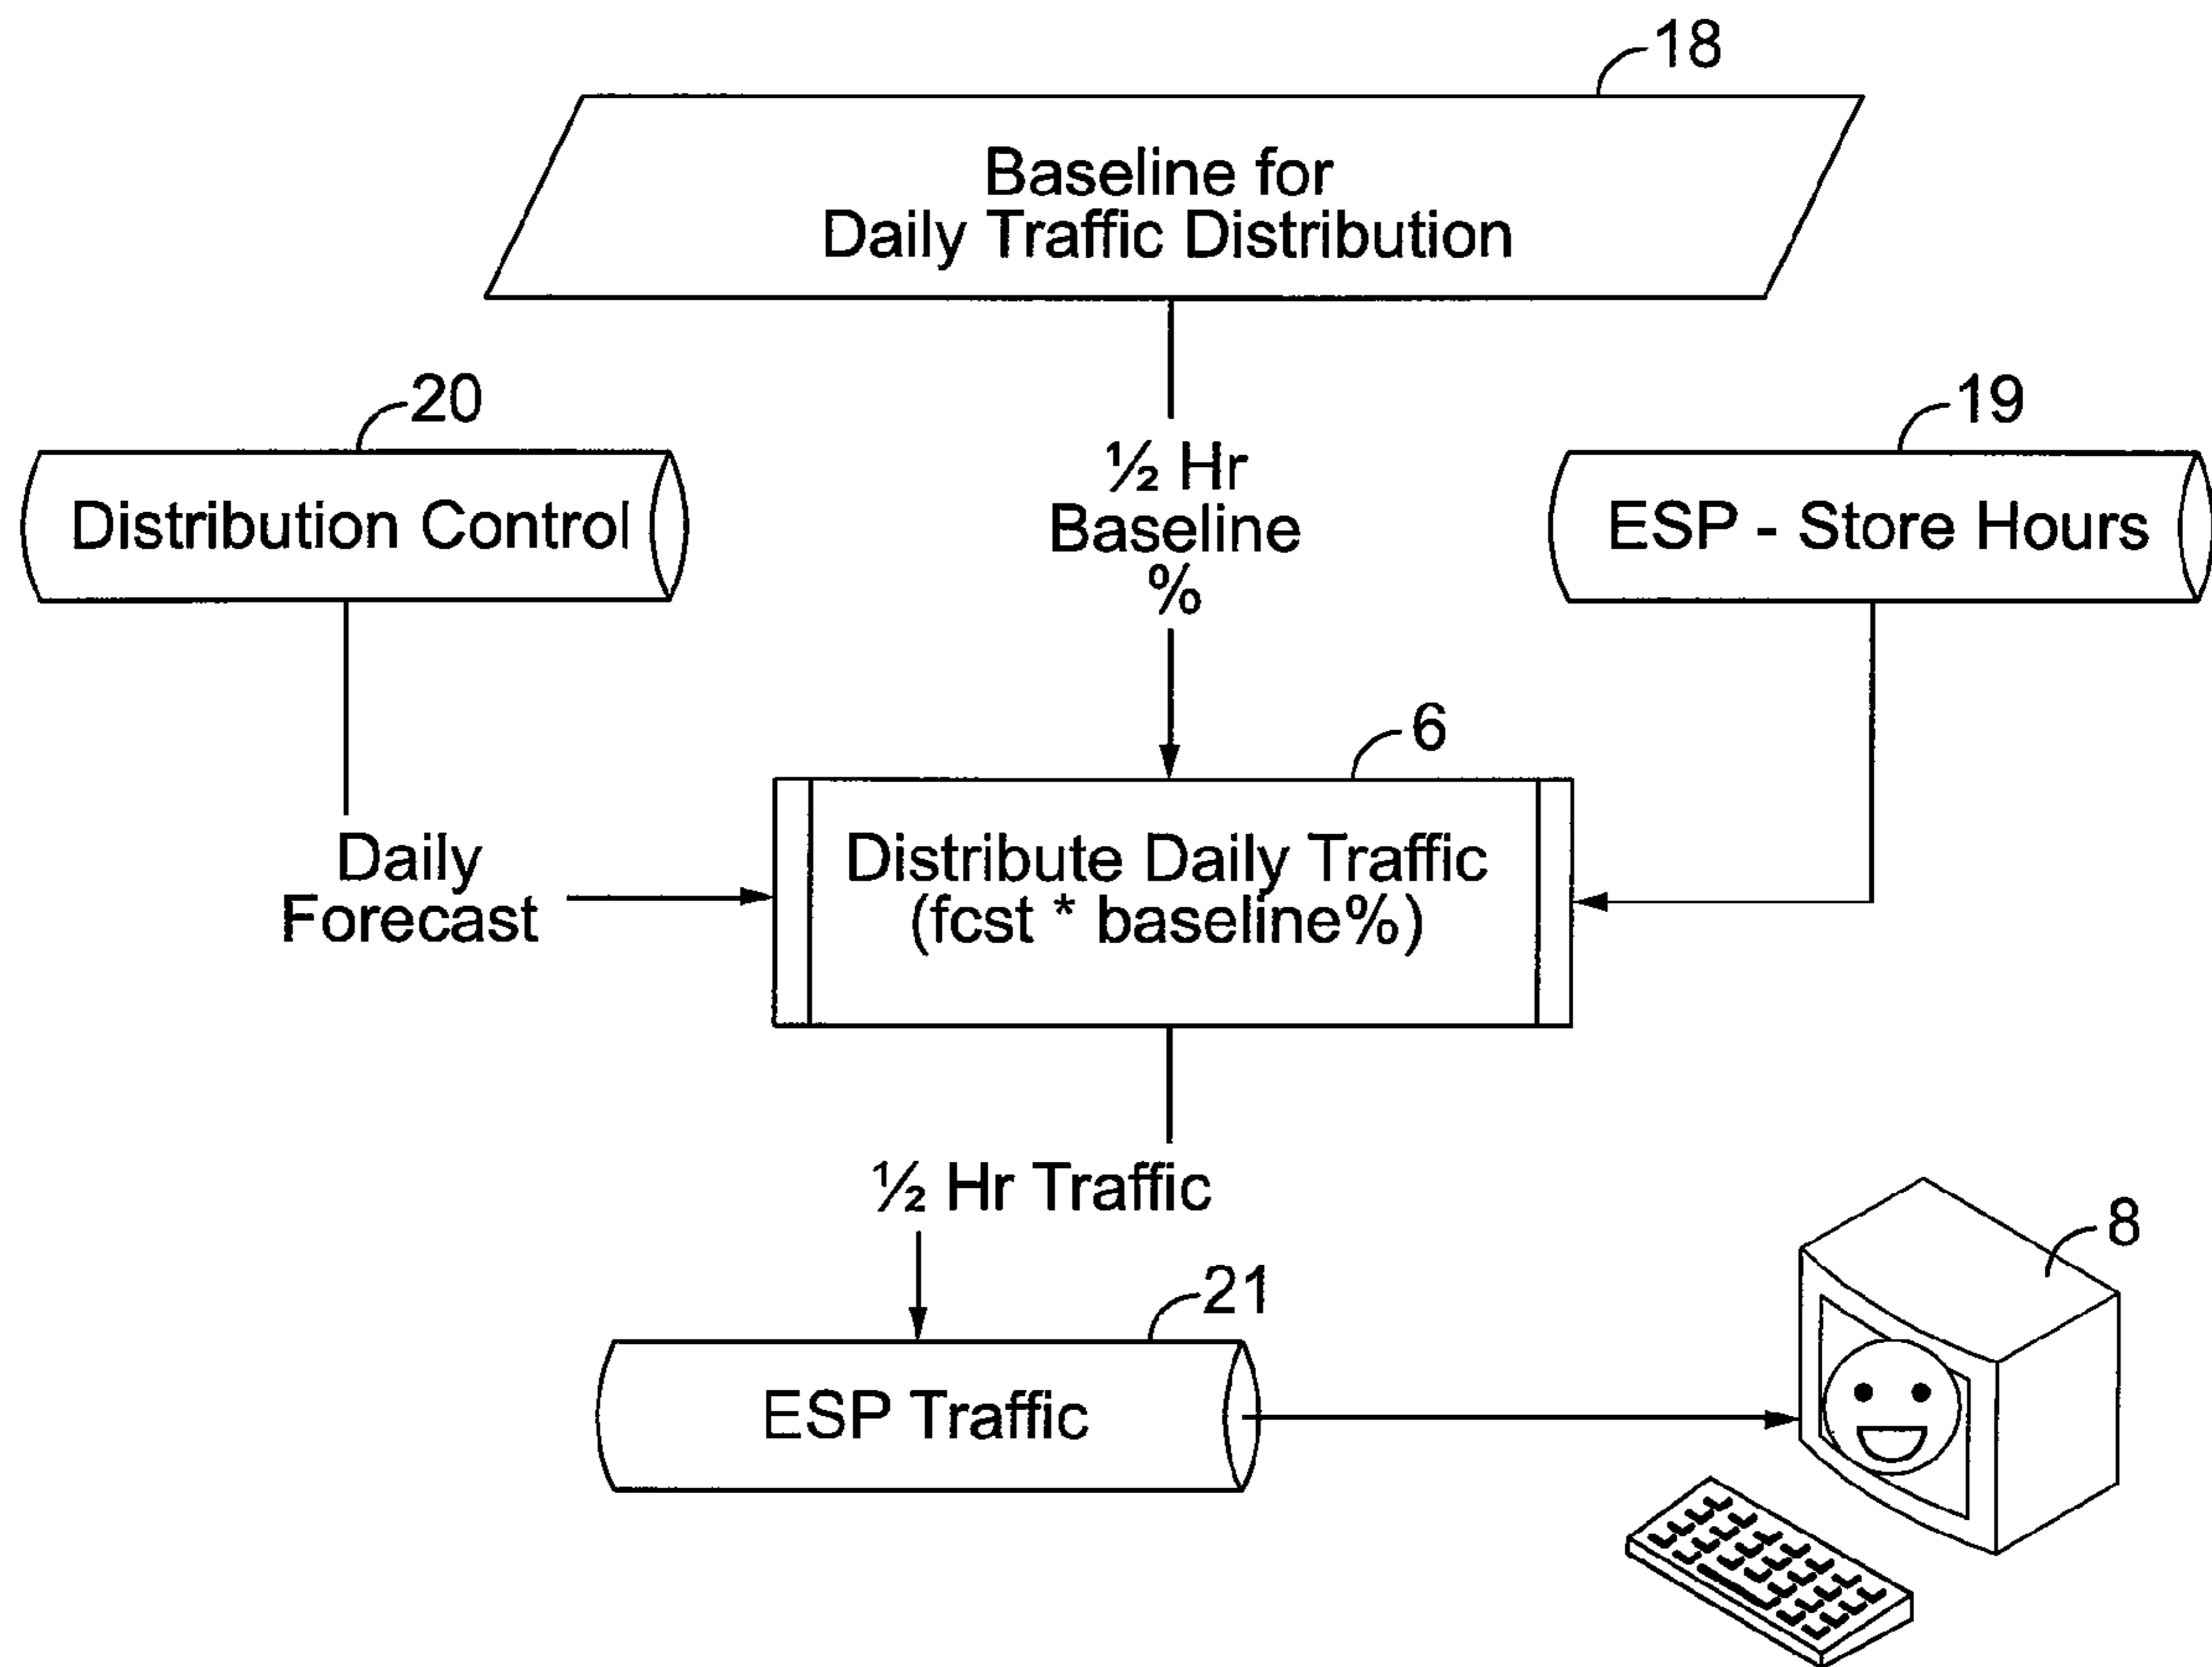 18
Baseline for
Daily Traffic Distribution
20
19
Distribution Control
½ Hr
Baseline
%
ESP - Store Hours
6
Daily
Forecast
Distribute Daily Traffic
(fcst * baseline%)
½ Hr Traffic
8
21
ESP Traffic